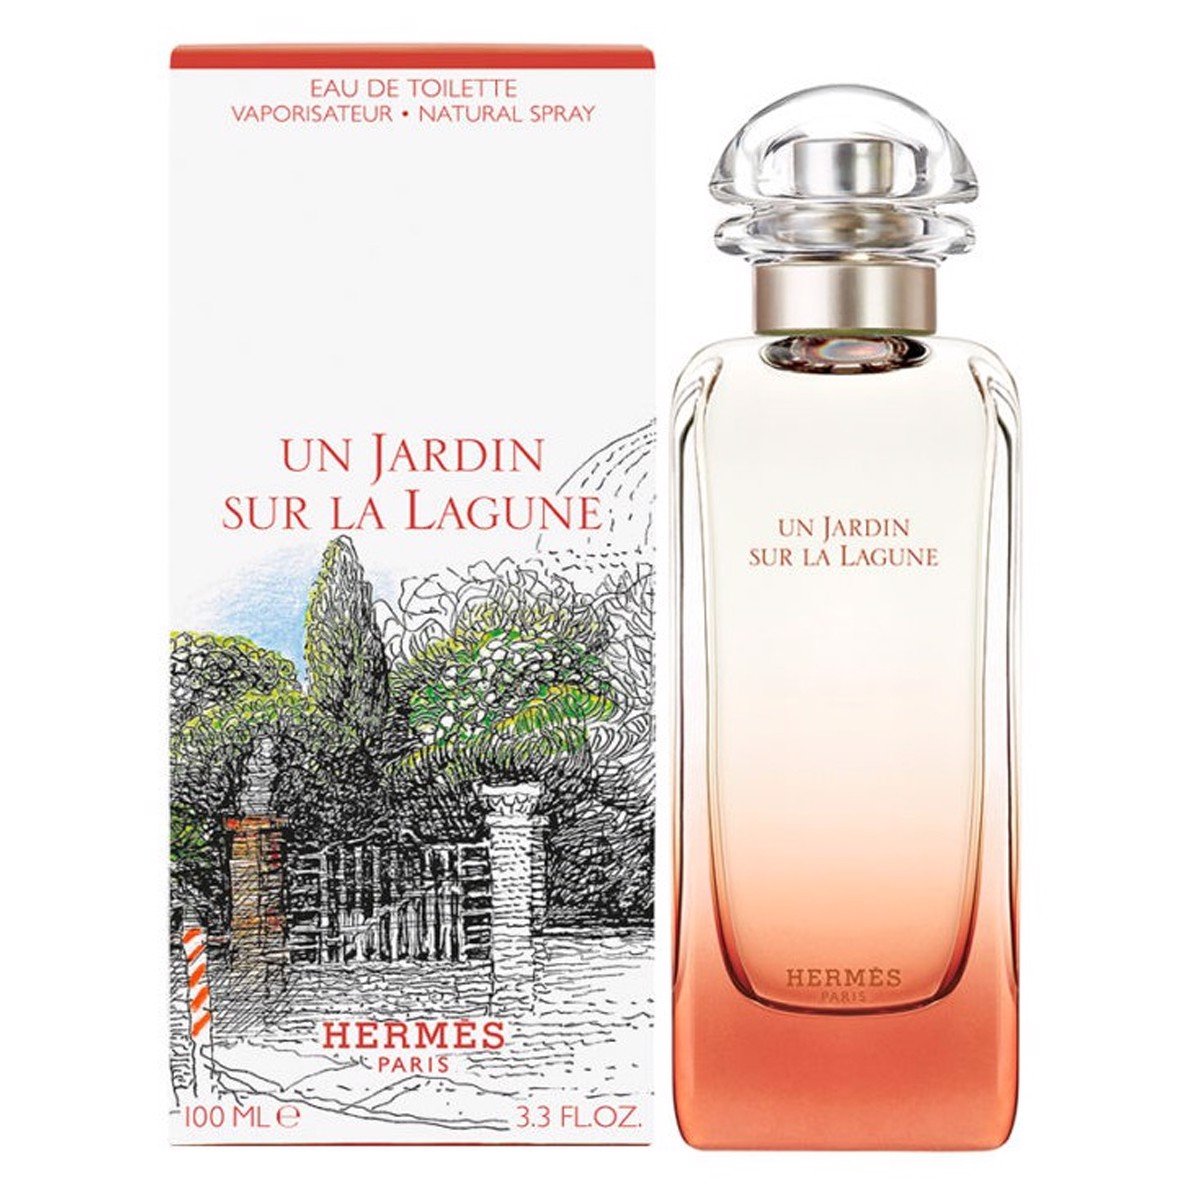 EAU DE TOILETTE
VAPORISATEUR • NATURAL SPRAY
UN JARDIN
SUR LA LAGUNE
HERMÈS
PARIS
100 ML ℮
3.3 FL.OZ.
UN JARDIN
SUR LA LAGUNE
HERMÈS
PARIS